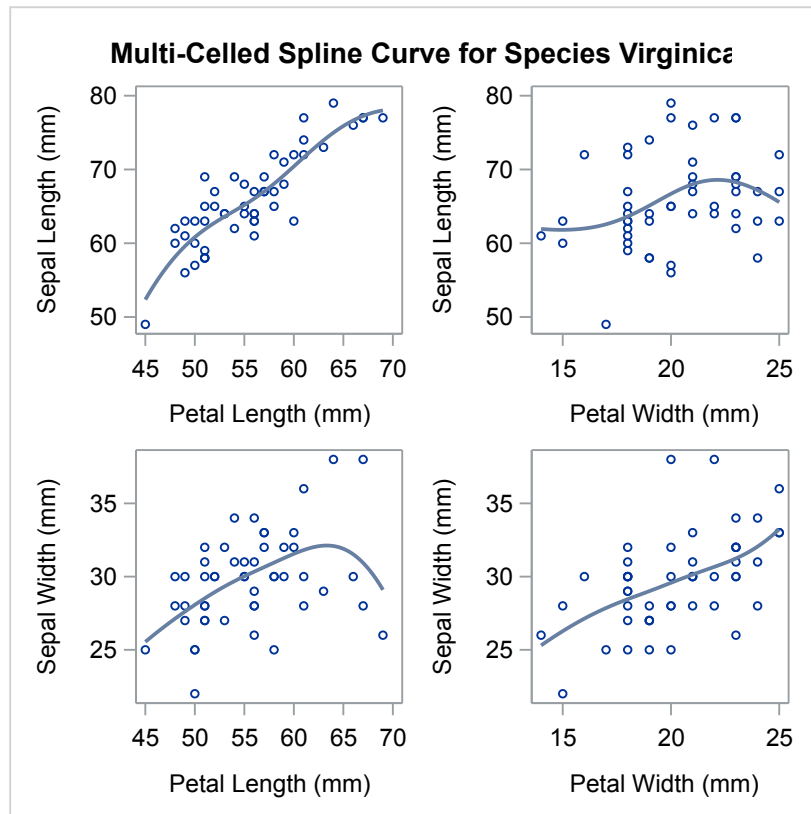 Multi-Celled Spline Curve for Species Virginica
80
70
60
50
Sepal Length (mm)
45 50 55 60 65 70
Petal Length (mm)
80
70
60
50
Sepal Length (mm)
15 20 25
Petal Width (mm)
35
30
25
Sepal Width (mm)
45 50 55 60 65 70
Petal Length (mm)
35
30
25
Sepal Width (mm)
15 20 25
Petal Width (mm)